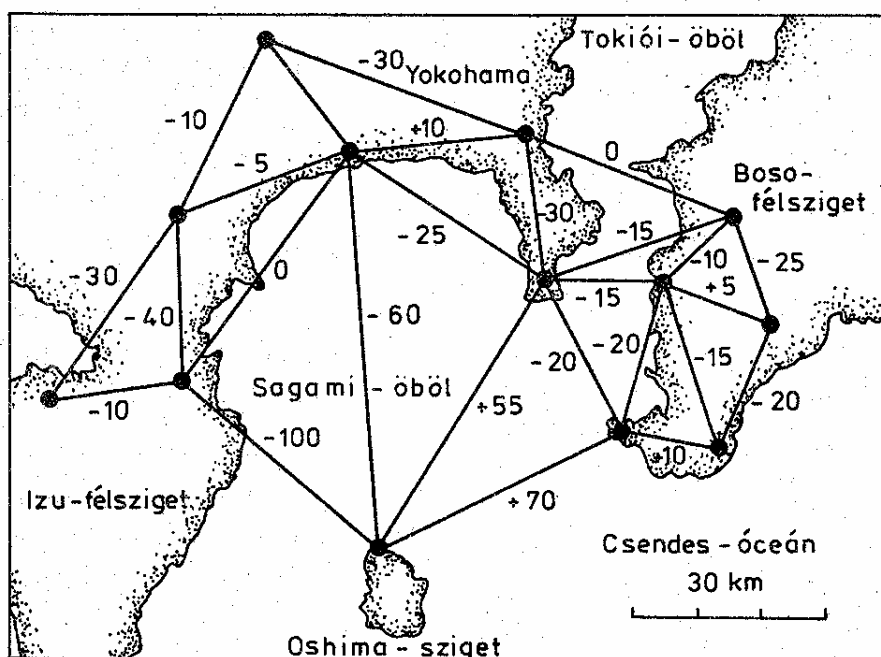 Tokiói-öböl
-30
Yokohama
-10
+10
0
-5
Boso-
félsziget
-30
-15
-25
-10
-25
-30
0
+5
-15
-40
-60
-20
-20
-15
Sagami-öböl
-10
+55
-20
-100
+10
Izu-félsziget
+70
Csendes-óceán
30 km
Oshima-sziget